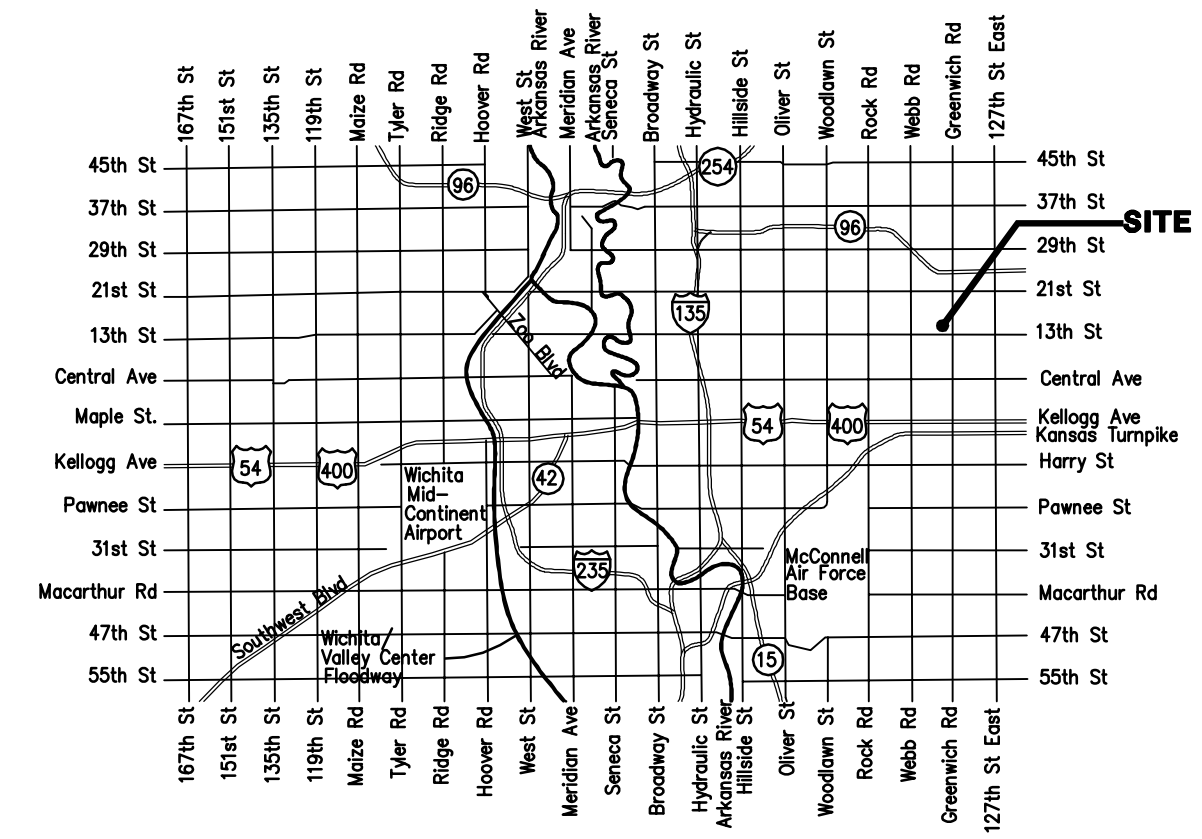 167th St
151st St
135th St
119th St
Maize Rd
Tyler Rd
Ridge Rd
Hoover Rd
West St
Arkansas River
Meridian Ave
Arkansas River
Seneca St
Broadway St
Hydraulic St
Hillside St
Oliver St
Woodlawn St
Rock Rd
Webb Rd
Greenwich Rd
127th St East
45th St
254
45th St
96
37th St
37th St
SITE
96
29th St
29th St
21st St
21st St
135
Zoo Blvd
13th St
13th St
Central Ave
Central Ave
Maple St.
54
400
Kellogg Ave
Kansas Turnpike
Kellogg Ave
54
400
Harry St
Wichita
Mid-
Continent
Airport
42
Pawnee St
Pawnee St
31st St
31st St
McConnell
Air Force
Base
235
Macarthur Rd
Macarthur Rd
Southwest Blvd
47th St
47th St
Wichita/
Valley Center
Floodway
15
55th St
55th St
167th St
151st St
135th St
119th St
Maize Rd
Tyler Rd
Ridge Rd
Hoover Rd
West St
Meridian Ave
Seneca St
Broadway St
Hydraulic St
Arkansas River
Hillside St
Oliver St
Woodlawn St
Rock Rd
Webb Rd
Greenwich Rd
127th St East